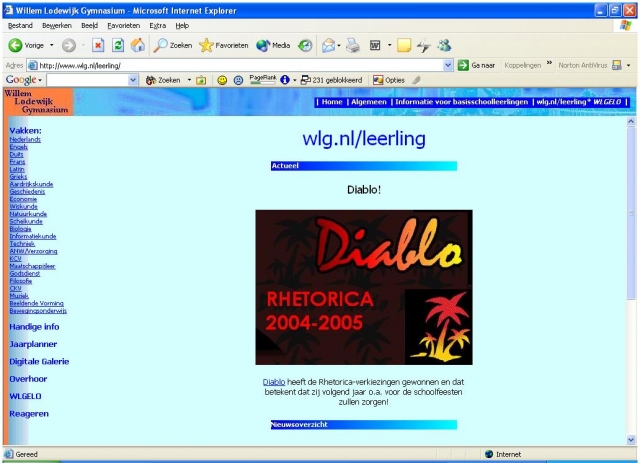 Willem Lodewijk Gymnasium - Microsoft Internet Explorer
Bestand Bewerken Beeld Favorieten Extra Help
Vorige Zoeken Favorieten Media
Adres http://www.wlg.nl/leerling/ Ga naar Koppelingen » Norton AntiVirus
Google Zoeken PageRank 231 geblokkeerd Opties
Willem
Lodewijk
Gymnasium
| Home | Algemeen | Informatie voor basisschoolleerlingen | wlg.nl/leerling* WLGELO |
Vakken:
Nederlands
Engels
Duits
Frans
Latijn
Grieks
Aardrijkskunde
Geschiedenis
Economie
Wiskunde
Natuurkunde
Scheikunde
Biologie
Informatiekunde
Techniek
ANW/Verzorging
KCV
Maatschappijleer
Godsdienst
Filosofie
CKV
Muziek
Beeldende Vorming
Bewegingsonderwijs
Handige info
Jaarplanner
Digitale Galerie
Overhoor
WLGELO
Reageren
wlg.nl/leerling
Actueel
Diablo!
Diablo
RHETORICA
2004-2005
Diablo heeft de Rhetorica-verkiezingen gewonnen en dat
betekent dat zij volgend jaar o.a. voor de schoolfeesten
zullen zorgen!
Nieuwsoverzicht
Gereed Internet